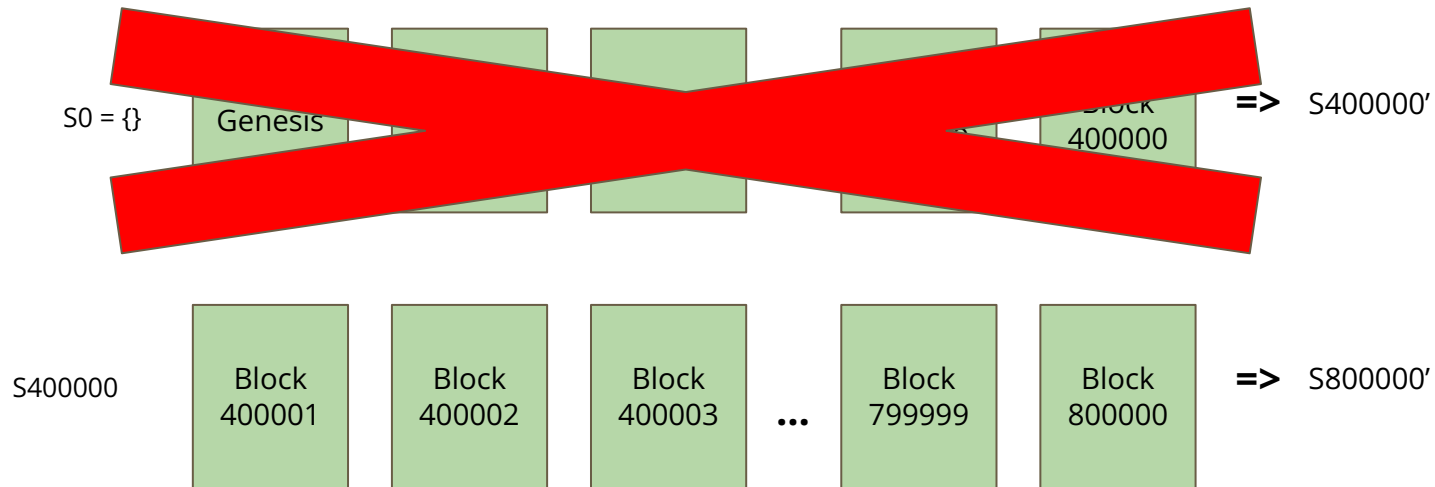 S0 = {}
Genesis
Block
400000
=> S400000’
S400000
Block
400001
Block
400002
Block
400003
...
Block
799999
Block
800000
=> S800000’